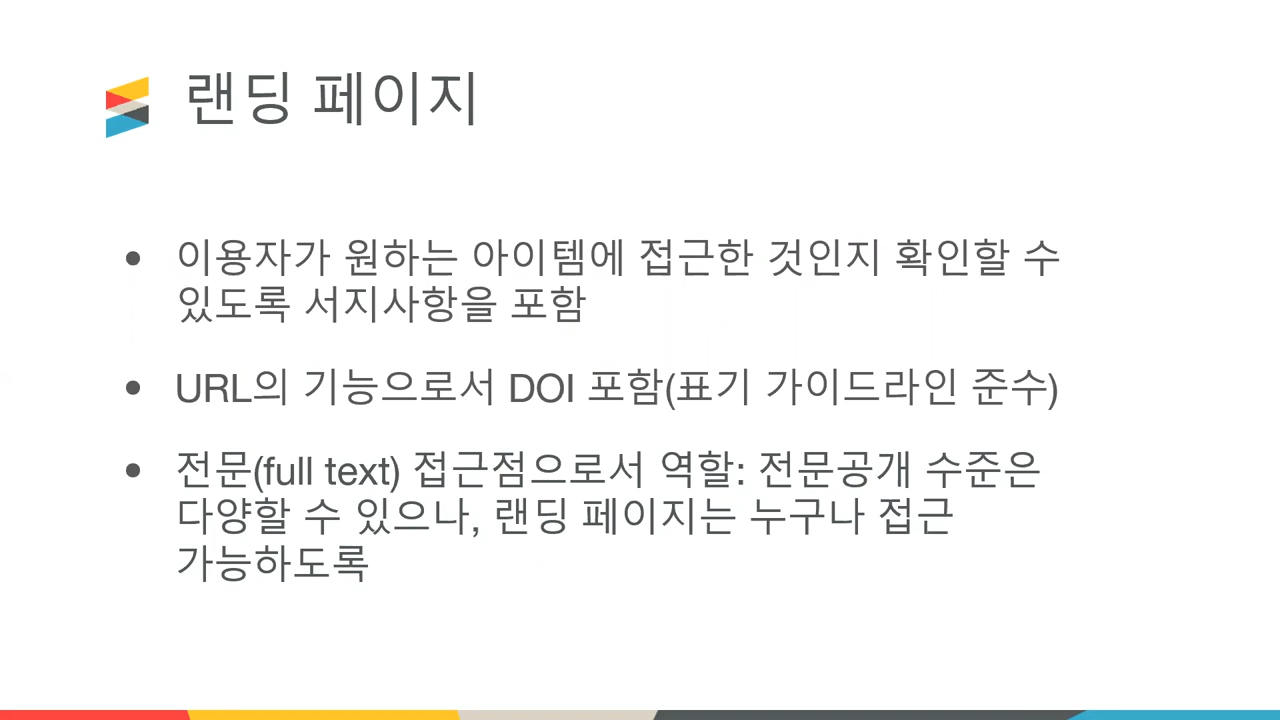 랜딩 페이지
• 이용자가 원하는 아이템에 접근한 것인지 확인할 수
있도록 서지사항을 포함
• URL의 기능으로서 DOI 포함(표기 가이드라인 준수)
• 전문(full text) 접근점으로서 역할: 전문공개 수준은
다양할 수 있으나, 랜딩 페이지는 누구나 접근
가능하도록